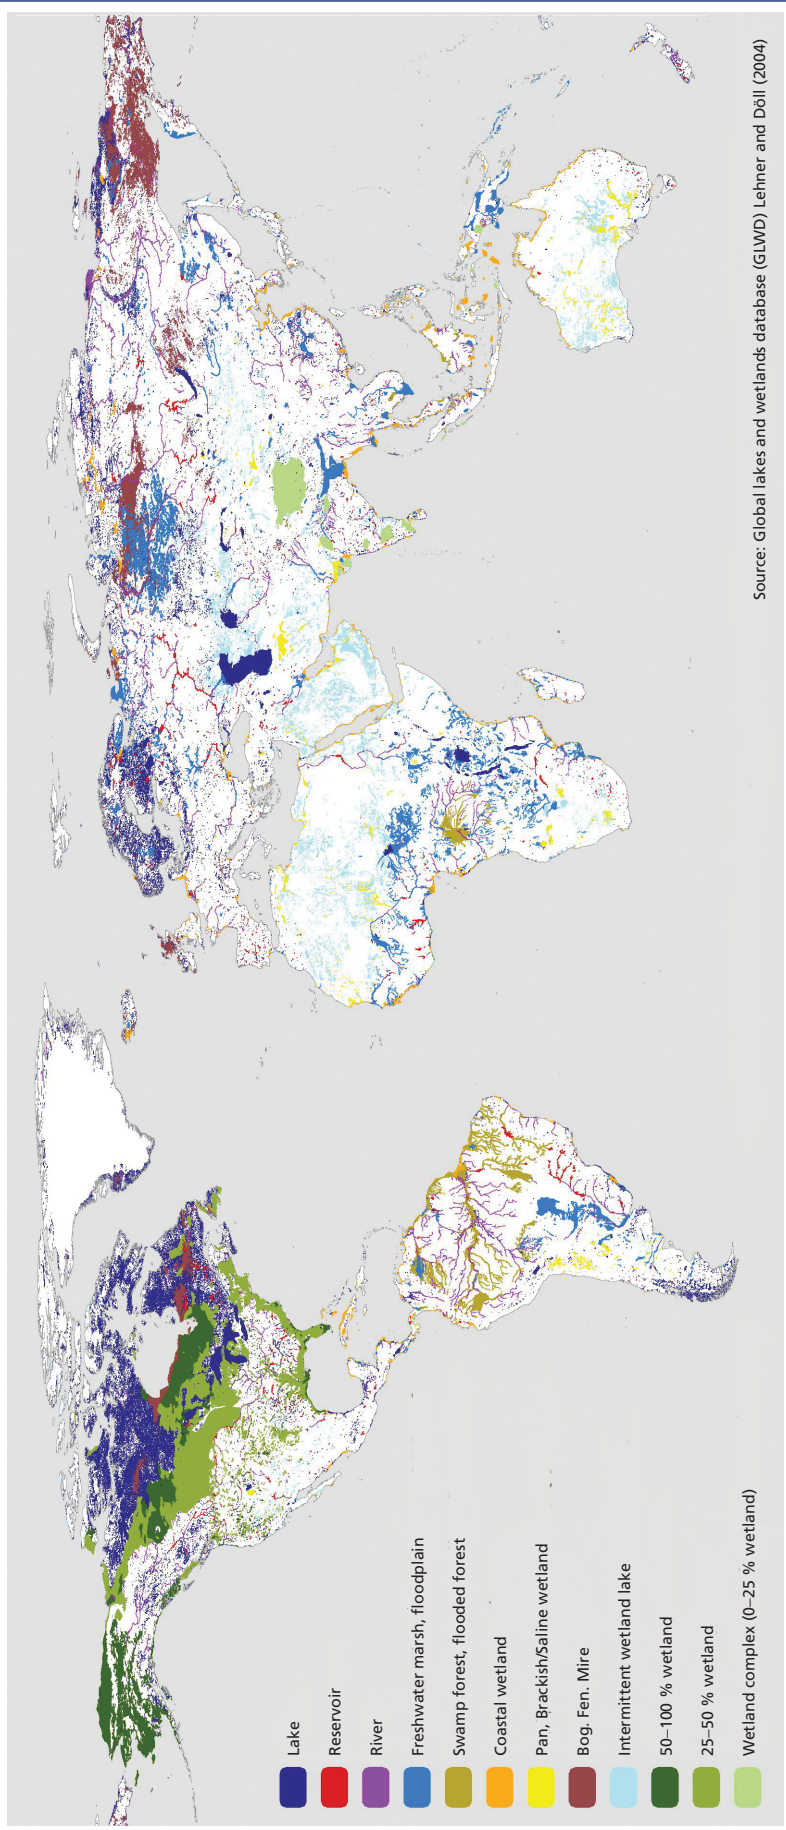 Lake
Reservoir
River
Freshwater marsh, floodplain
Swamp forest, flooded forest
Coastal wetland
Pan, Brackish/Saline wetland
Bog. Fen. Mire
Intermittent wetland lake
50–100 % wetland
25–50 % wetland
Wetland complex (0–25 % wetland)
Source: Global lakes and wetlands database (GLWD) Lehner and Döll (2004)